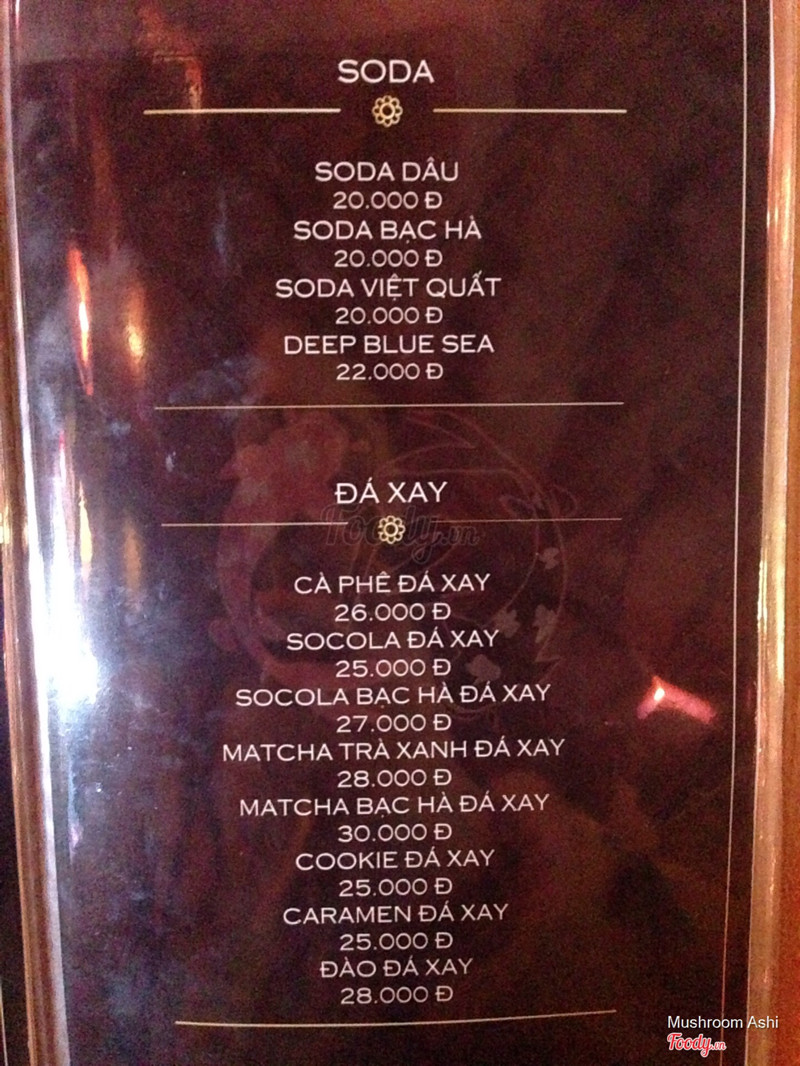 SODA
SODA DÂU
20.000 Đ
SODA BẠC HÀ
20.000 Đ
SODA VIỆT QUẤT
20.000 Đ
DEEP BLUE SEA
22.000 Đ
ĐÁ XAY
Foody.vn
CÀ PHÊ ĐÁ XAY
26.000 Đ
SOCOLA ĐÁ XAY
25.000 Đ
SOCOLA BẠC HÀ ĐÁ XAY
27.000 Đ
MATCHA TRÀ XANH ĐÁ XAY
28.000 Đ
MATCHA BẠC HÀ ĐÁ XAY
30.000 Đ
COOKIE ĐÁ XAY
25.000 Đ
CARAMEN ĐÁ XAY
25.000 Đ
ĐÀO ĐÁ XAY
28.000 Đ
Mushroom Ashi
Foody.vn